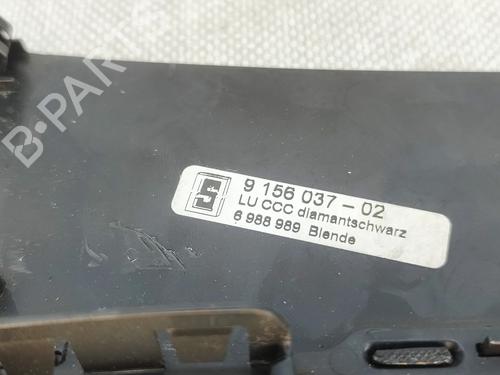 B-PARTS
9 156 037-02
LU CCC diamantschwarz
6 988 989 Blende